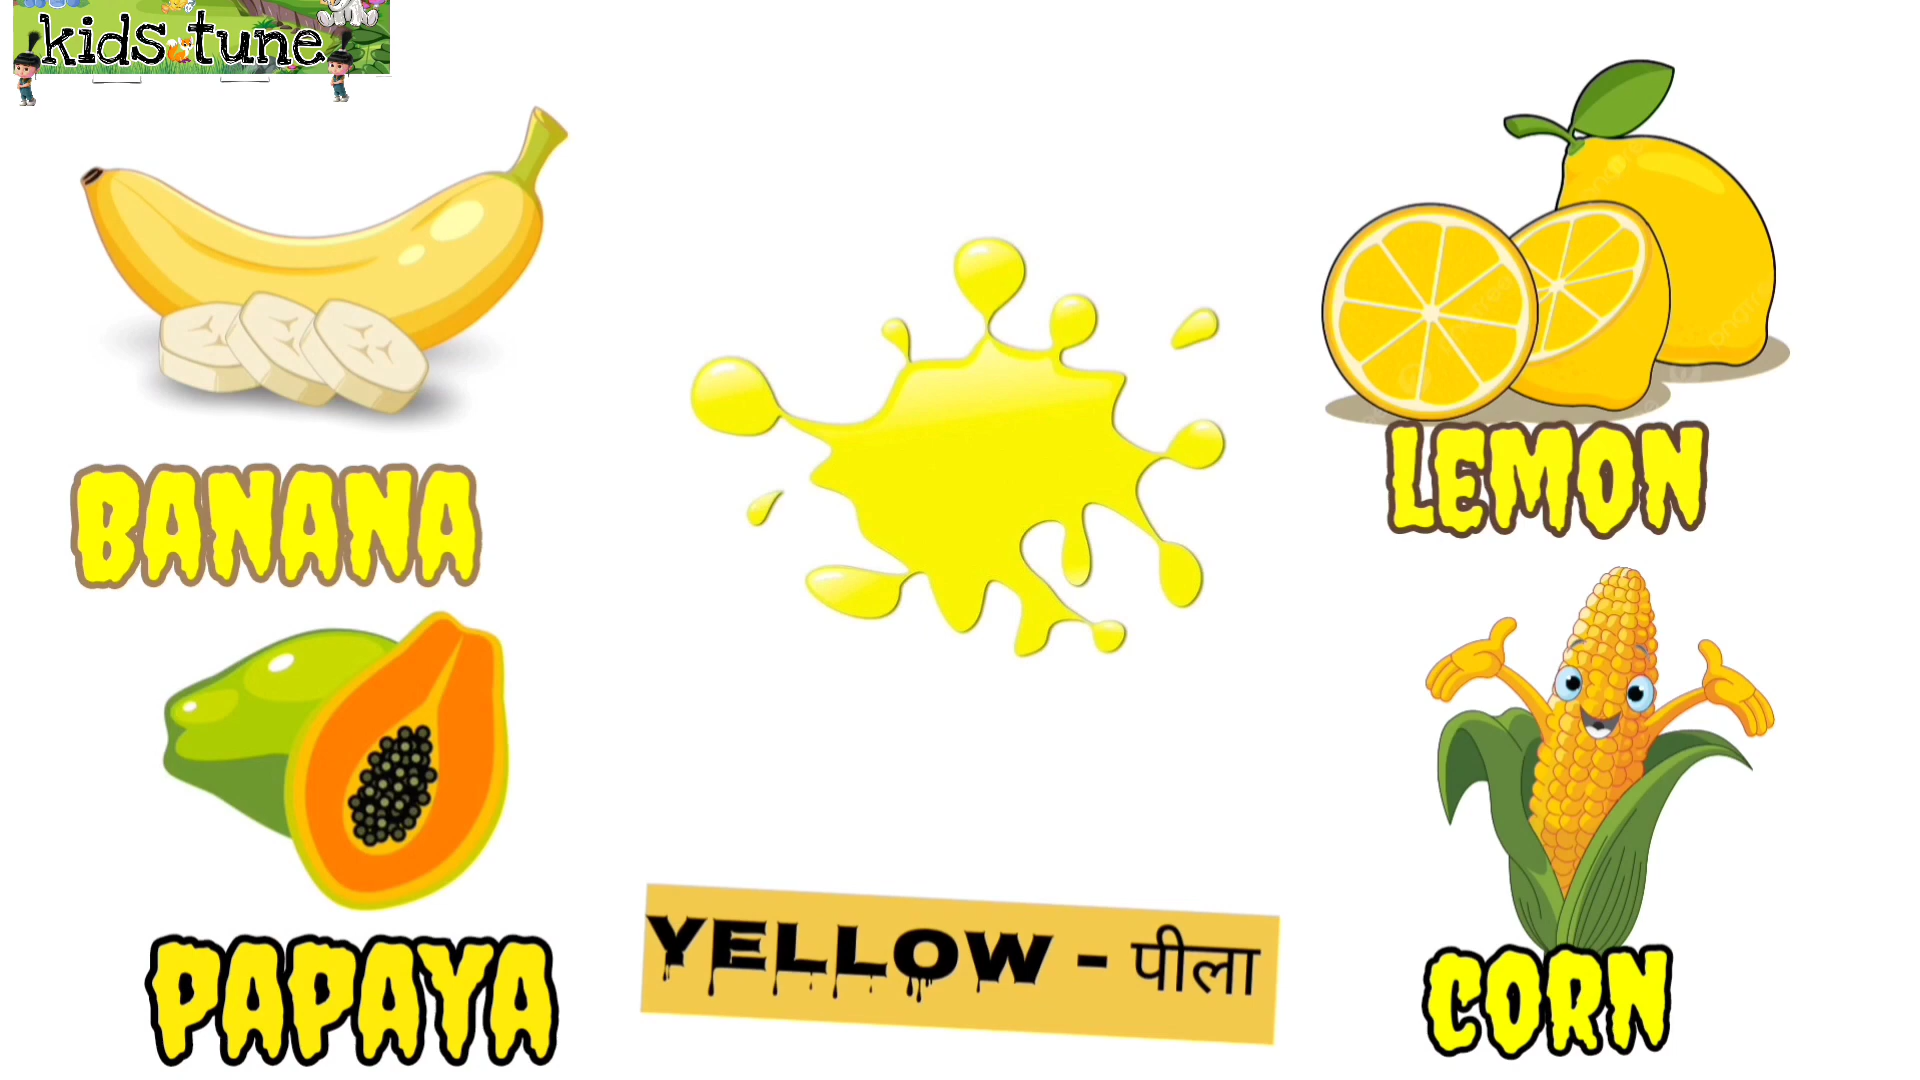 kids tune
BANANA
LEMON
PAPAYA
YELLOW - पीला
CORN